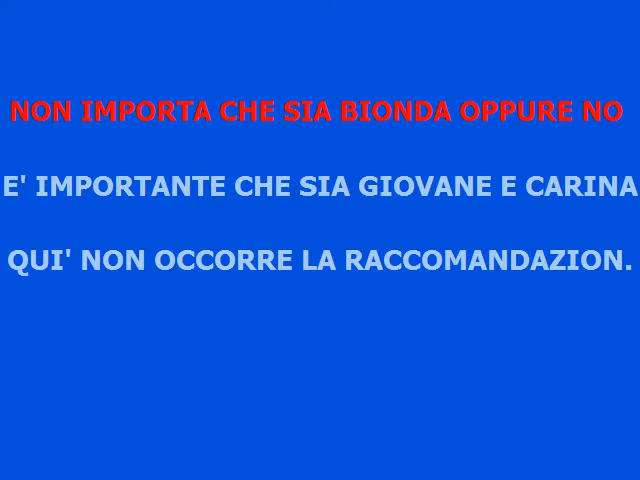 NON IMPORTA CHE SIA BIONDA OPPURE NO
E' IMPORTANTE CHE SIA GIOVANE E CARINA
QUI' NON OCCORRE LA RACCOMANDAZION.